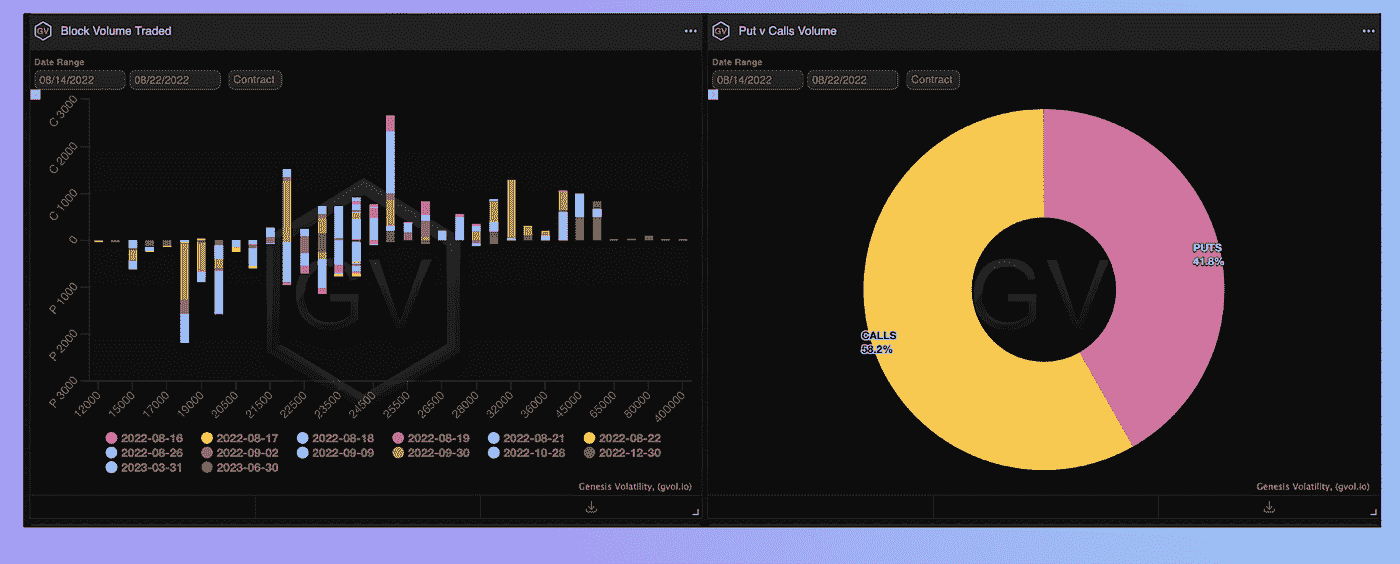 GV Block Volume Traded
Date Range
08/14/2022 08/22/2022 Contract
C 3000
C 2000
C 1000
0
P 1000
P 2000
P 3000
12000 15000 17000 19000 20500 21500 22500 23500 24500 25500 26500 28000 32000 36000 45000 65000 80000 400000
GV
2022-08-16 2022-08-17 2022-08-18 2022-08-19 2022-08-21 2022-08-22
2022-08-26 2022-09-02 2022-09-09 2022-09-30 2022-10-28 2022-12-30
2023-03-31 2023-06-30
Genesis Volatility, (gvol.io)
GV Put v Calls Volume
Date Range
08/14/2022 08/22/2022 Contract
PUTS
41.8%
GV
CALLS
58.2%
Genesis Volatility, (gvol.io)